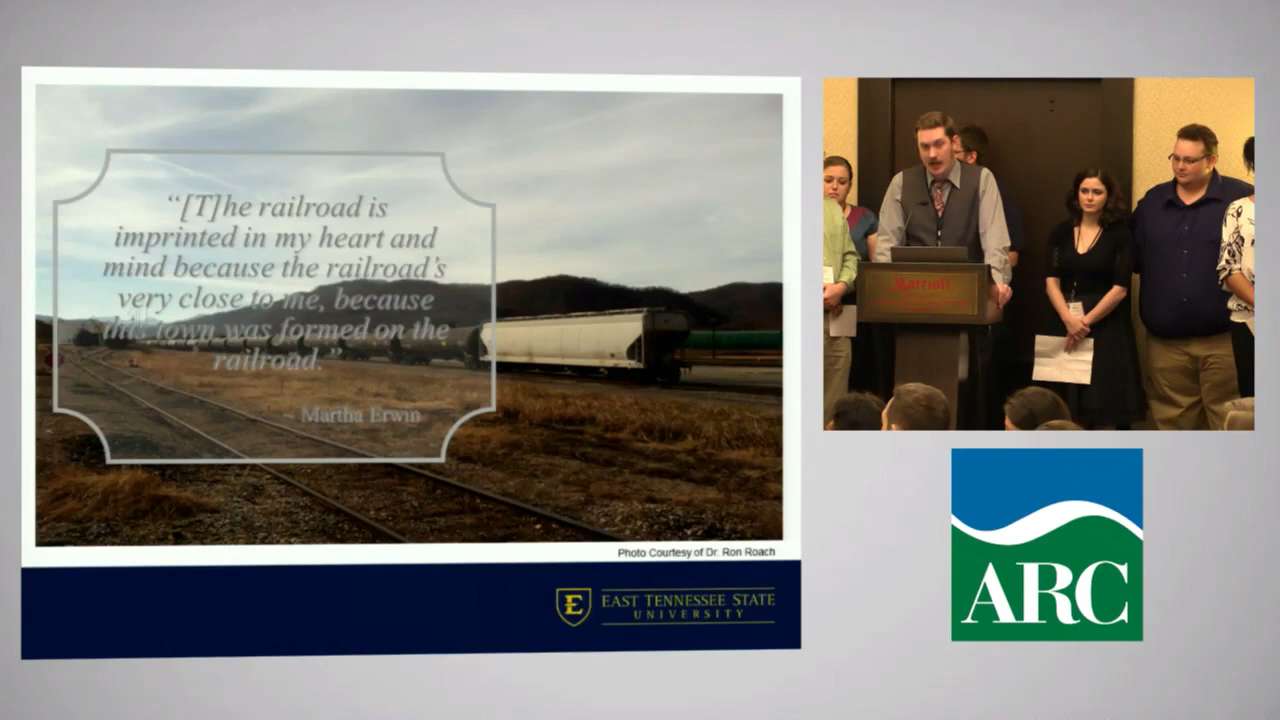 “[T]he railroad is
imprinted in my heart and
mind because the railroad’s
very close to me, because
this town was formed on the
railroad.”
~ Martha Erwin
Photo Courtesy of Dr. Ron Roach
E
EAST TENNESSEE STATE
UNIVERSITY
Marriott
ARC